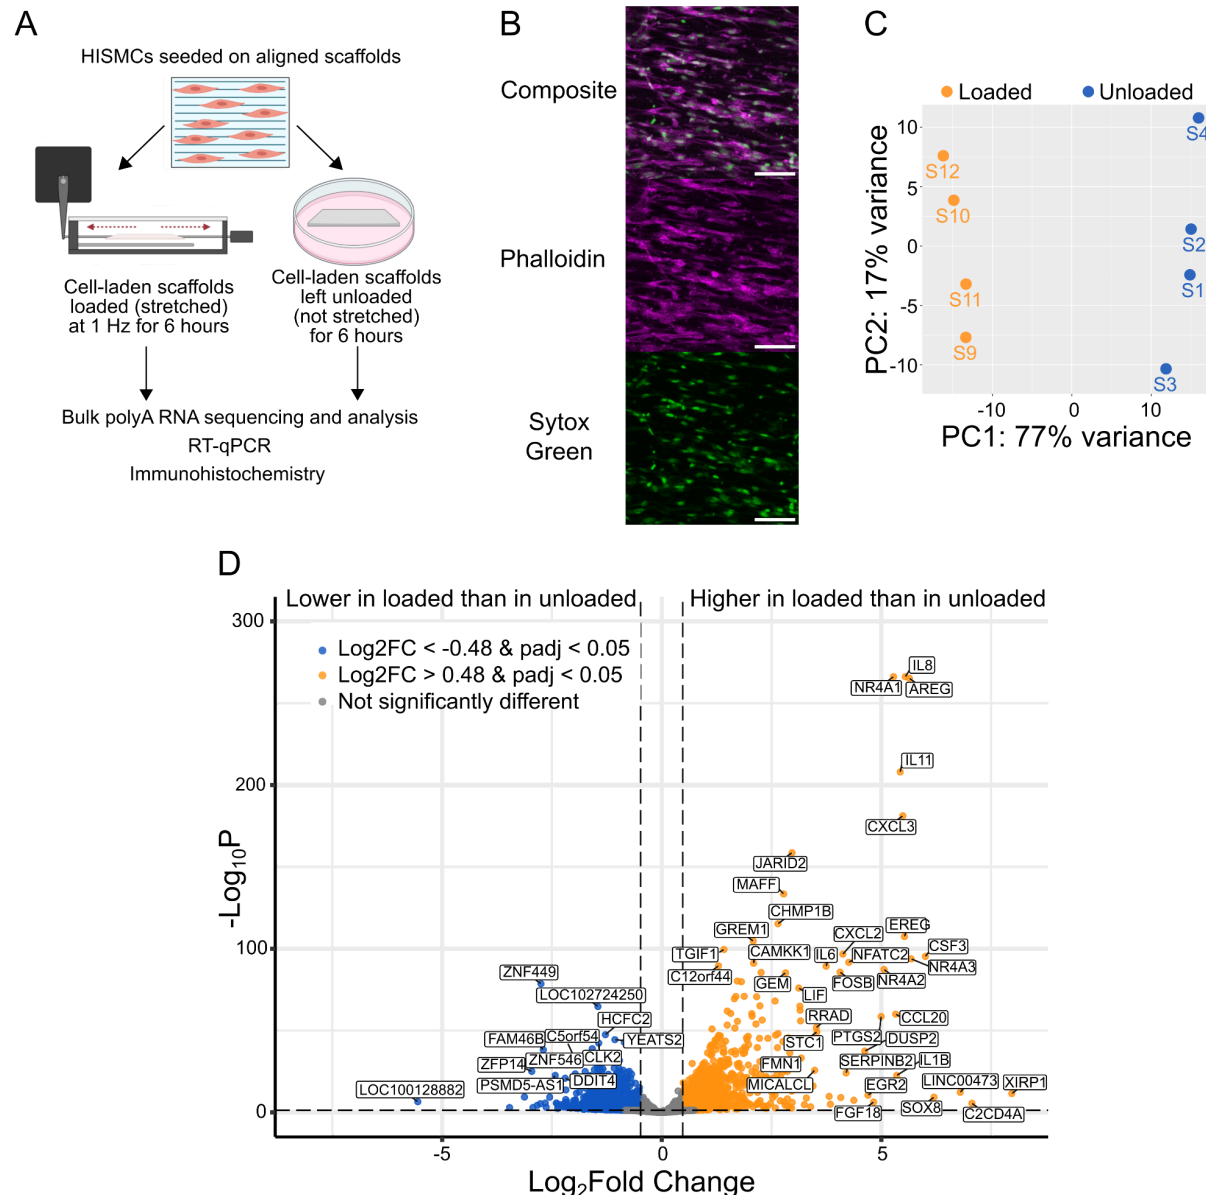 A
HISMCs seeded on aligned scaffolds
Cell-laden scaffolds
loaded (stretched)
at 1 Hz for 6 hours
Cell-laden scaffolds
left unloaded
(not stretched)
for 6 hours
Bulk polyA RNA sequencing and analysis
RT-qPCR
Immunohistochemistry
B
Composite
Phalloidin
Sytox
Green
C
Loaded
Unloaded
PC2: 17% variance
10
5
0
-5
-10
S12
S10
S11
S9
S4
S2
S1
S3
-10
0
10
PC1: 77% variance
D
Lower in loaded than in unloaded
Higher in loaded than in unloaded
Log2FC < -0.48 & padj < 0.05
Log2FC > 0.48 & padj < 0.05
Not significantly different
-Log10P
300
200
100
0
IL8
NR4A1
AREG
IL11
CXCL3
JARID2
MAFF
CHMP1B
GREM1
CXCL2
EREG
CSF3
TGIF1
CAMKK1
IL6
NFATC2
NR4A3
C12orf44
GEM
FOSB
NR4A2
LIF
RRAD
CCL20
STC1
PTGS2
DUSP2
FMN1
SERPINB2
IL1B
MICALCL
EGR2
LINC00473
XIRP1
FGF18
SOX8
C2CD4A
ZNF449
LOC102724250
HCFC2
FAM46B
C5orf54
YEATS2
ZFP14
ZNF546
CLK2
PSMD5-AS1
DDIT4
LOC100128882
-5
0
5
Log2Fold Change